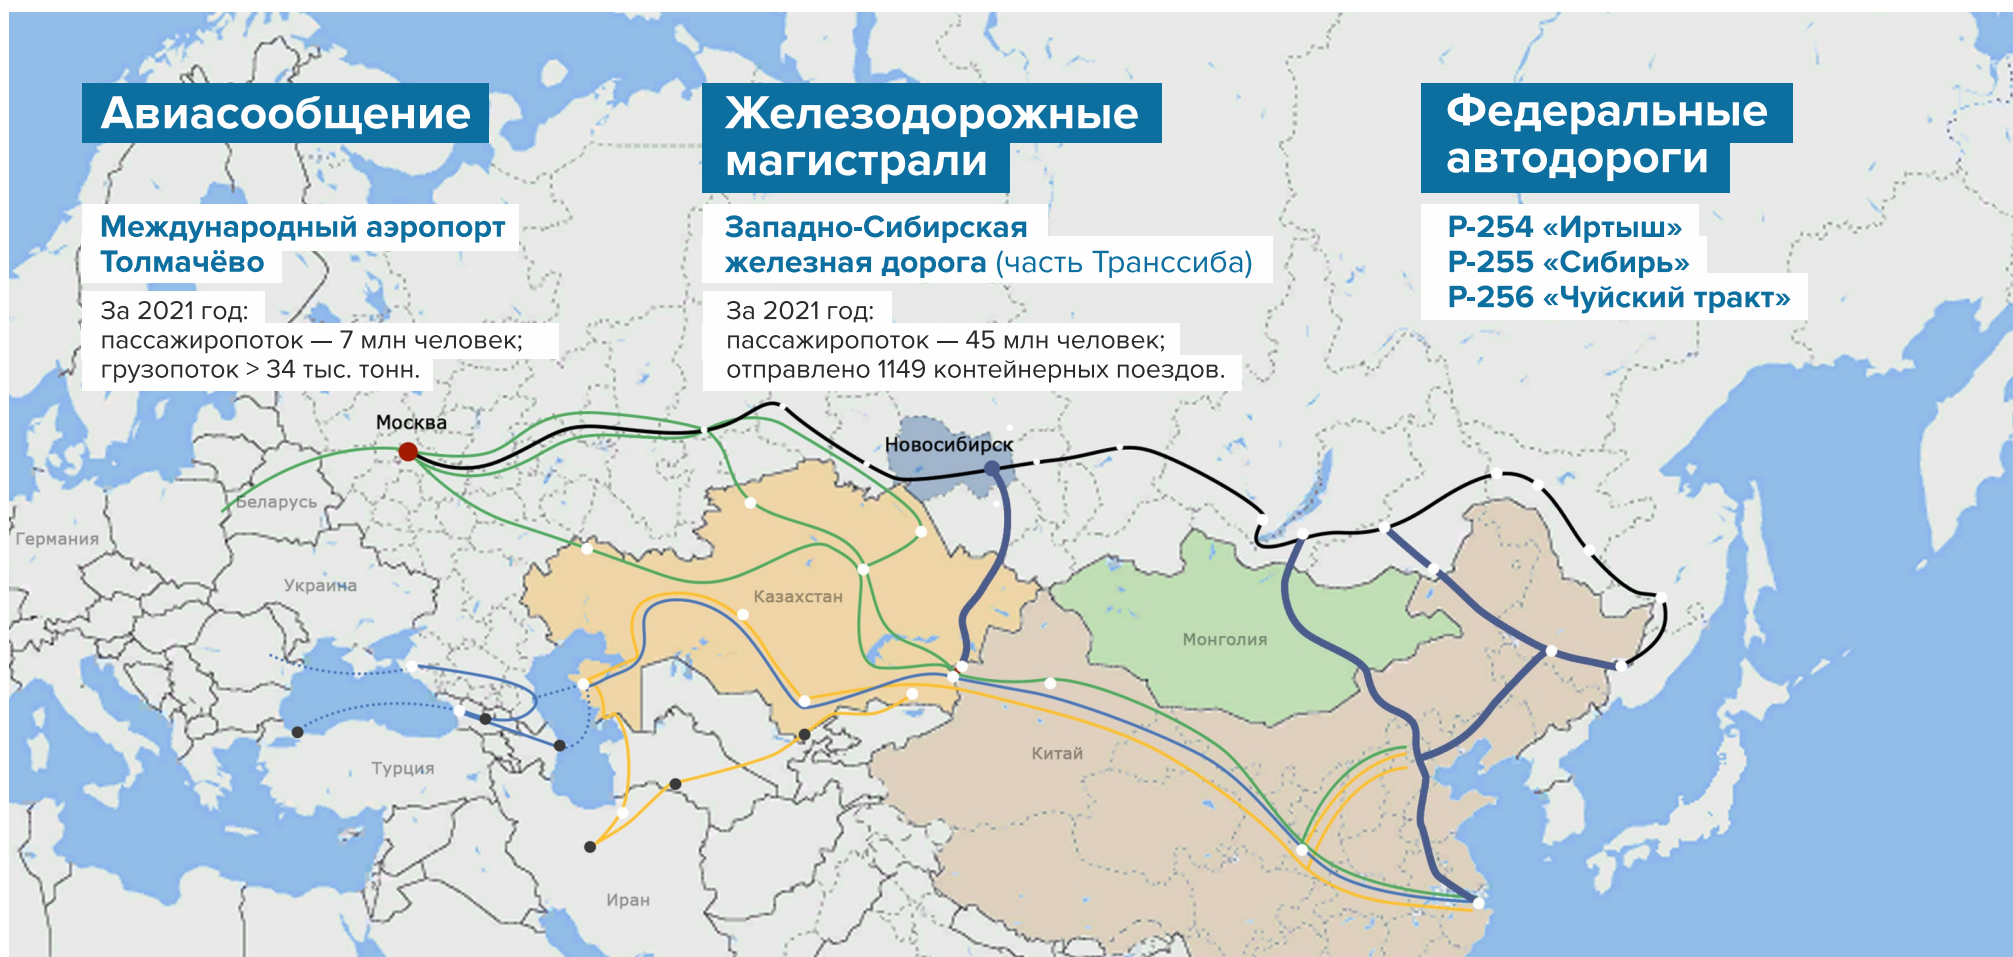 Авиасообщение
Международный аэропорт
Толмачёво
За 2021 год:
пассажиропоток — 7 млн человек;
грузопоток > 34 тыс. тонн.
Железнодорожные
магистрали
Западно-Сибирская
железная дорога (часть Транссиба)
За 2021 год:
пассажиропоток — 45 млн человек;
отправлено 1149 контейнерных поездов.
Федеральные
автодороги
Р-254 «Иртыш»
Р-255 «Сибирь»
Р-256 «Чуйский тракт»
Москва
Новосибирск
Беларусь
Германия
Украина
Казахстан
Монголия
Китай
Турция
Иран